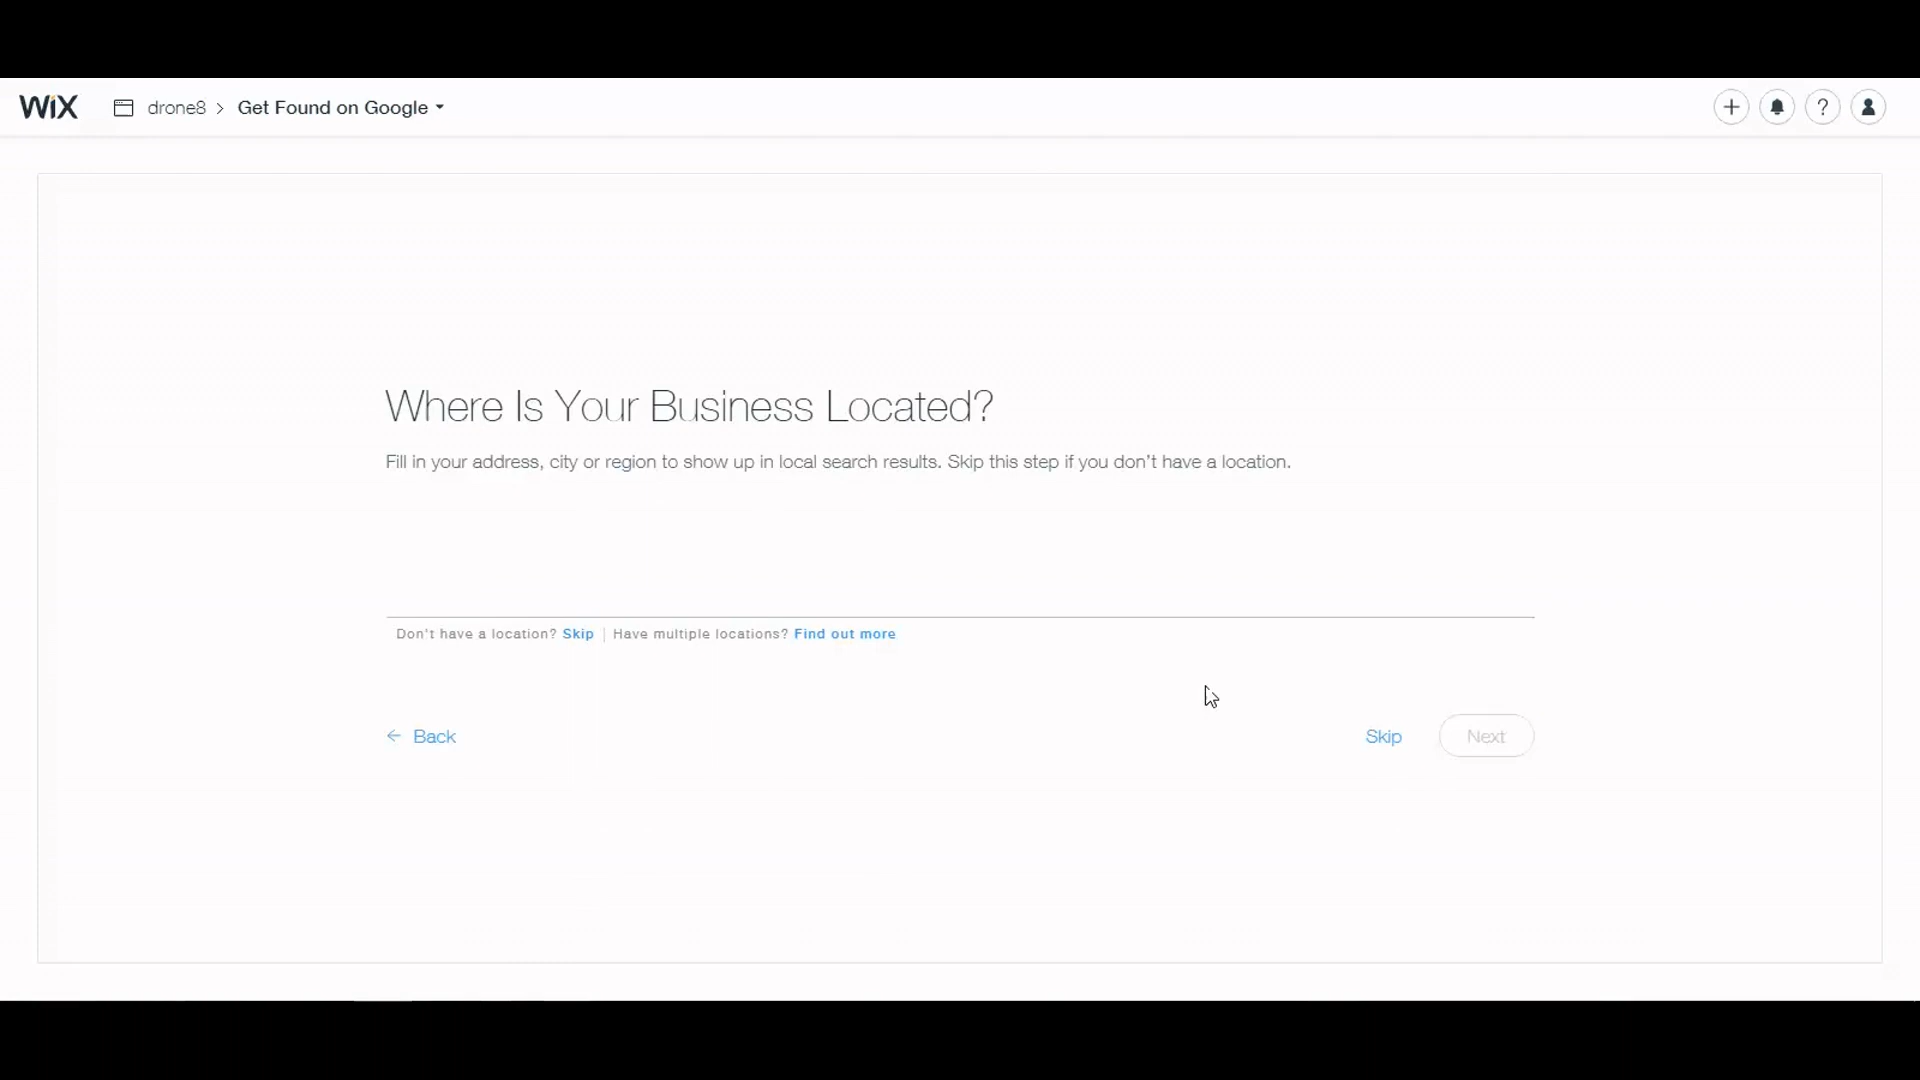 WiX drone8 > Get Found on Google
Where Is Your Business Located?
Fill in your address, city or region to show up in local search results. Skip this step if you don't have a location.
Don't have a location? Skip | Have multiple locations? Find out more
← Back Skip Next